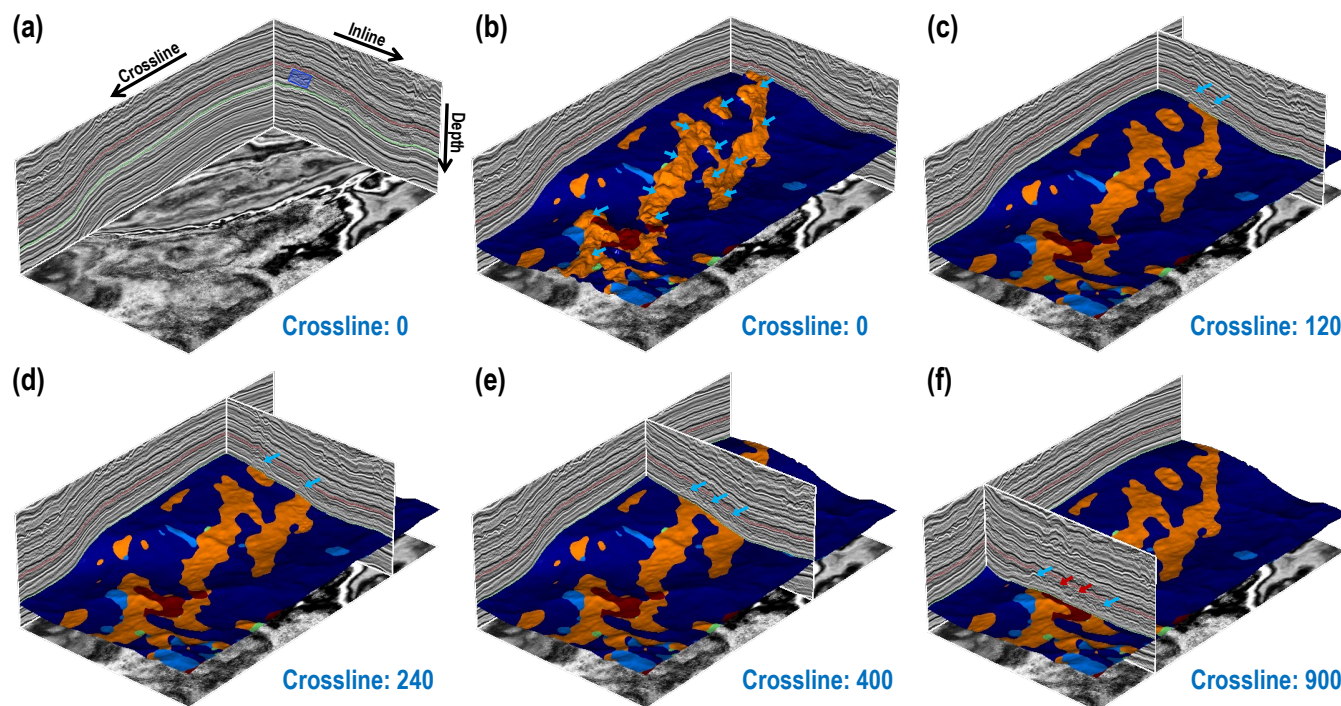 (a)
Crossline
Inline
Depth
Crossline: 0
(b)
Crossline: 0
(c)
Crossline: 120
(d)
Crossline: 240
(e)
Crossline: 400
(f)
Crossline: 900